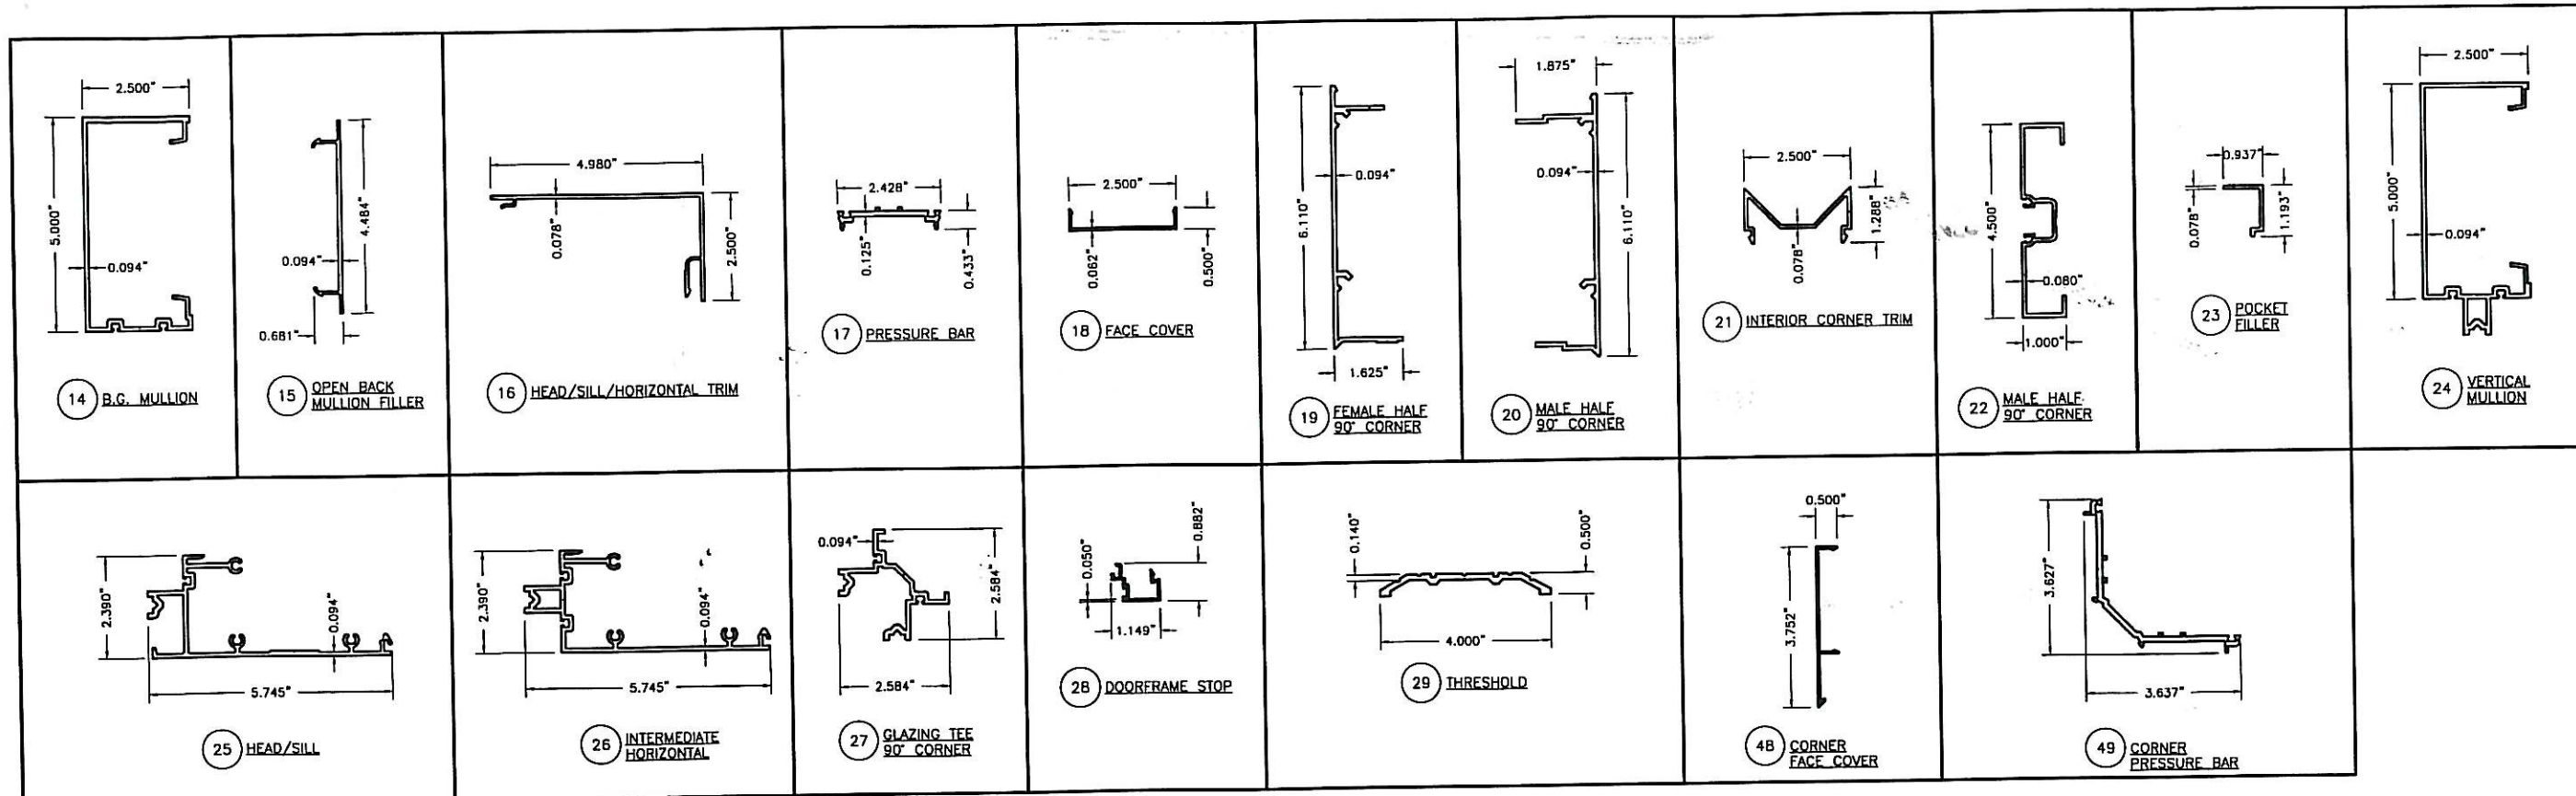 2.500"
5.000"
0.094"
14 B.G. MULLION
4.484"
0.094"
0.681"
15 OPEN BACK
MULLION FILLER
4.980"
0.078"
2.500"
16 HEAD/SILL/HORIZONTAL TRIM
2.428"
0.125"
0.433"
17 PRESSURE BAR
2.500"
0.062"
0.500"
18 FACE COVER
6.110"
0.094"
1.625"
19 FEMALE HALF
90° CORNER
1.875"
0.094"
6.110"
20 MALE HALF
90° CORNER
2.500"
1.288"
0.078"
21 INTERIOR CORNER TRIM
4.500"
0.080"
1.000"
22 MALE HALF
90° CORNER
0.937"
0.078"
1.193"
23 POCKET
FILLER
2.500"
5.000"
0.094"
24 VERTICAL
MULLION
2.390"
0.094"
5.745"
25 HEAD/SILL
2.390"
0.094"
5.745"
26 INTERMEDIATE
HORIZONTAL
0.094"
2.584"
2.584"
27 GLAZING TEE
90° CORNER
0.050"
0.882"
1.149"
28 DOORFRAME STOP
0.140"
0.500"
4.000"
29 THRESHOLD
0.500"
3.752"
48 CORNER
FACE COVER
3.627"
3.637"
49 CORNER
PRESSURE BAR